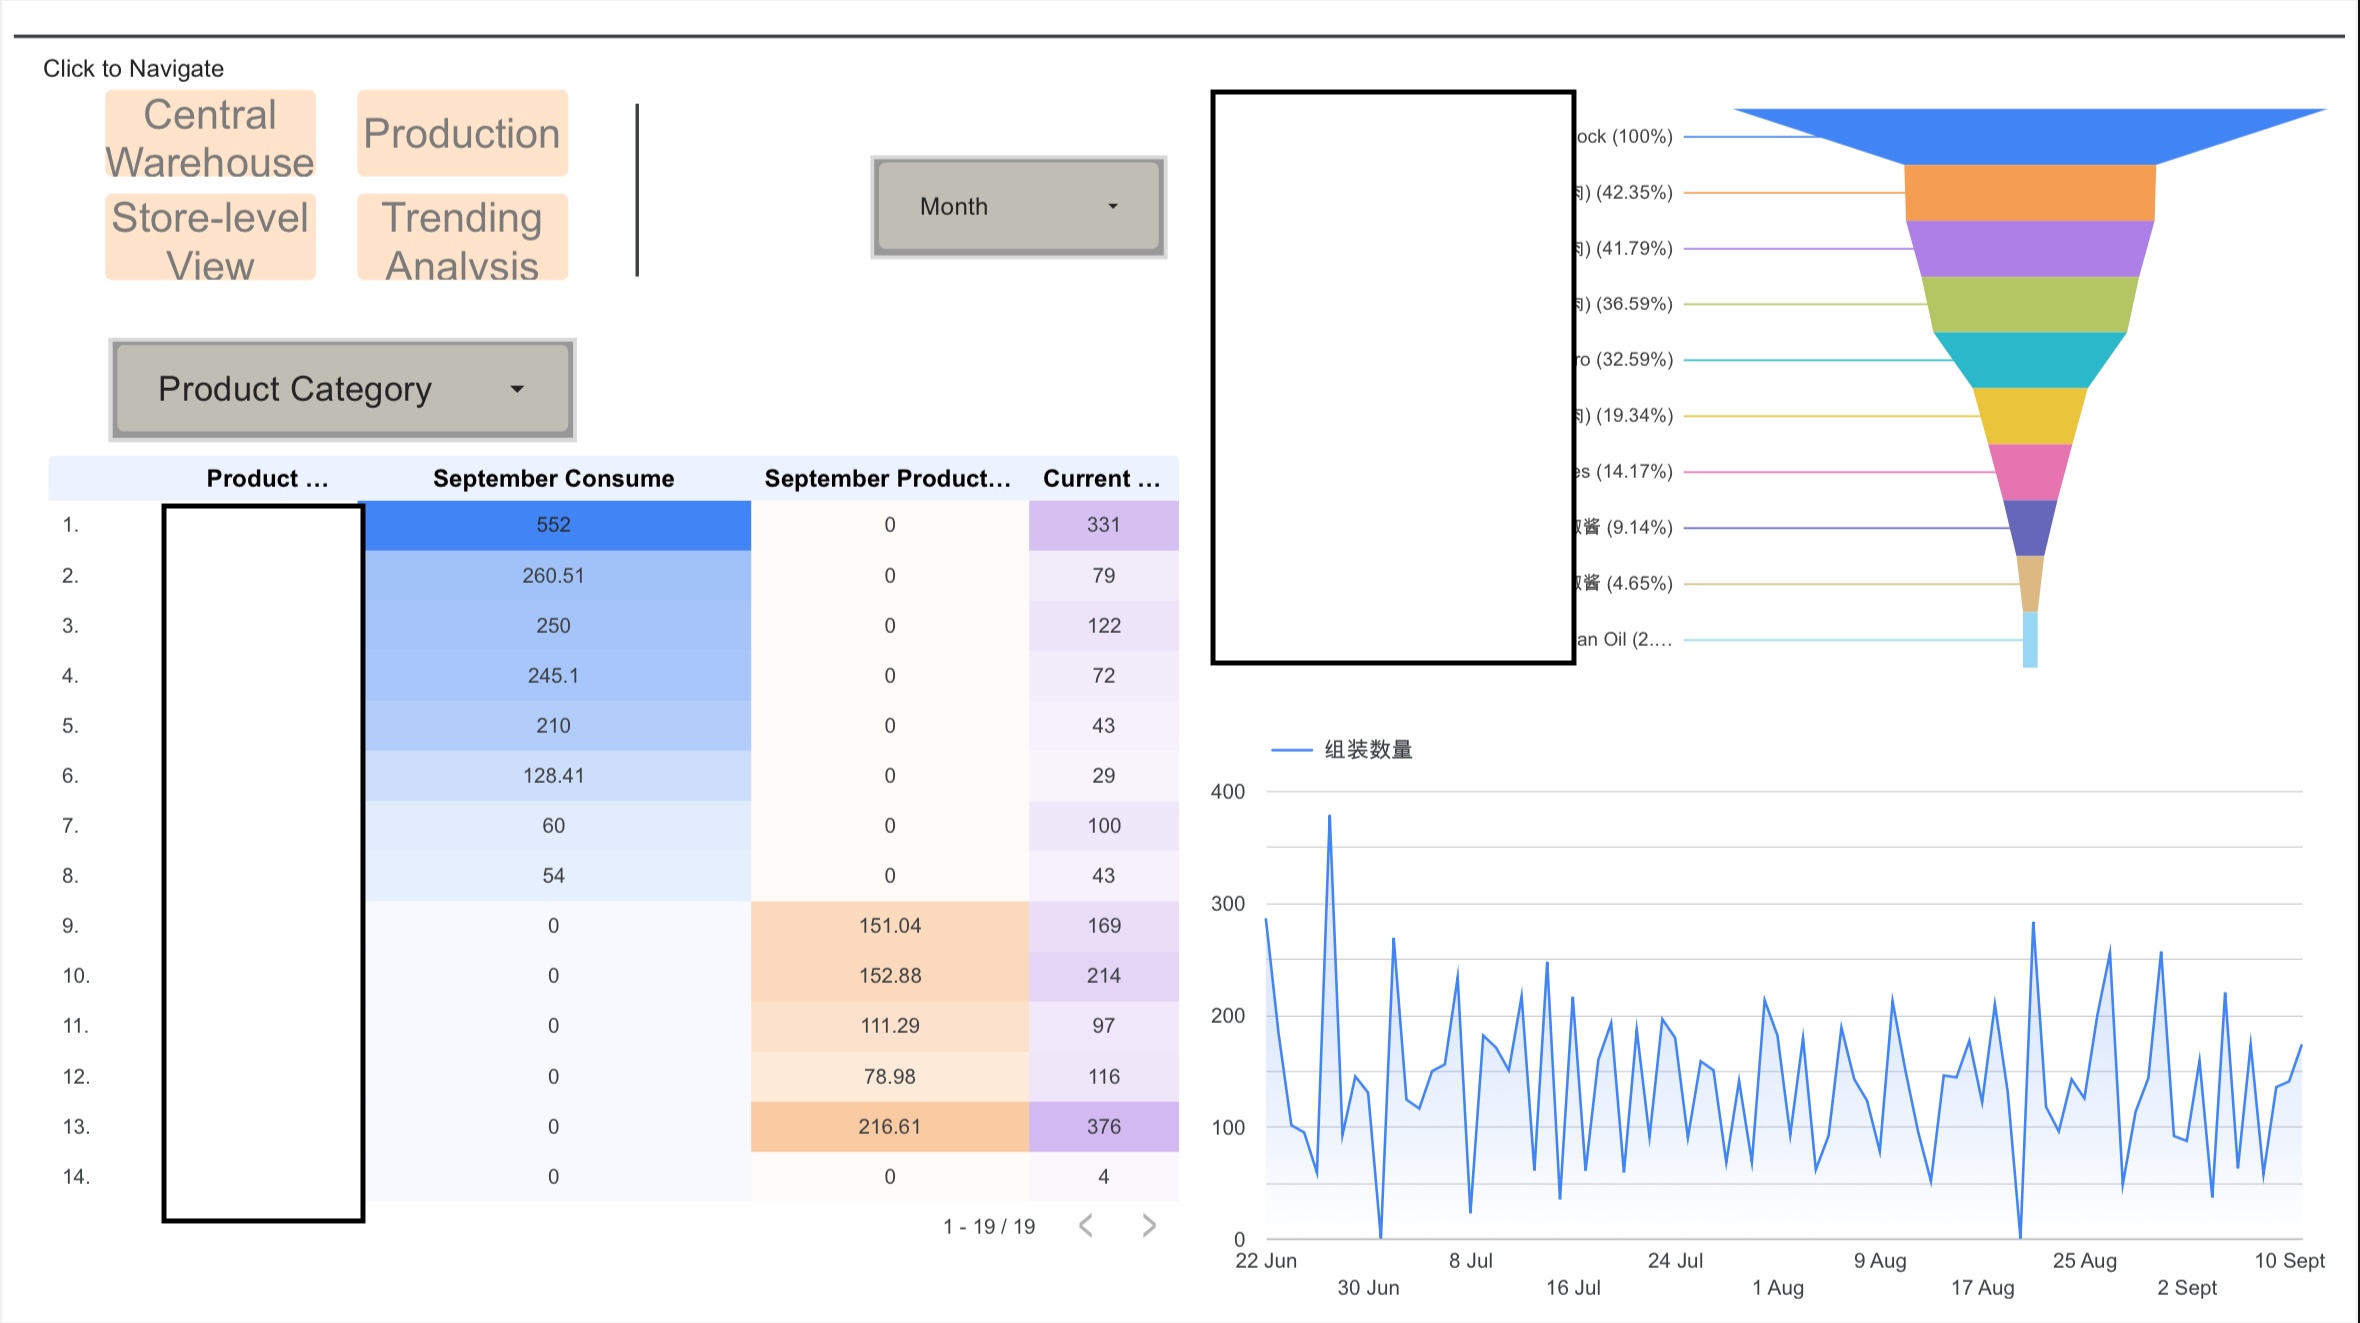 Click to Navigate
Central
Warehouse
Production
Store-level
View
Trending
Analysis
Month
Product Category
Product ... September Consume September Product... Current ...
1. 552 0 331
2. 260.51 0 79
3. 250 0 122
4. 245.1 0 72
5. 210 0 43
6. 128.41 0 29
7. 60 0 100
8. 54 0 43
9. 0 151.04 169
10. 0 152.88 214
11. 0 111.29 97
12. 0 78.98 116
13. 0 216.61 376
14. 0 0 4
1 - 19 / 19
ock (100%)
(42.35%)
(41.79%)
(36.59%)
ro (32.59%)
(19.34%)
es (14.17%)
酱 (9.14%)
酱 (4.65%)
an Oil (2....
组装数量
400
300
200
100
0
22 Jun
30 Jun
8 Jul
16 Jul
24 Jul
1 Aug
9 Aug
17 Aug
25 Aug
2 Sept
10 Sept